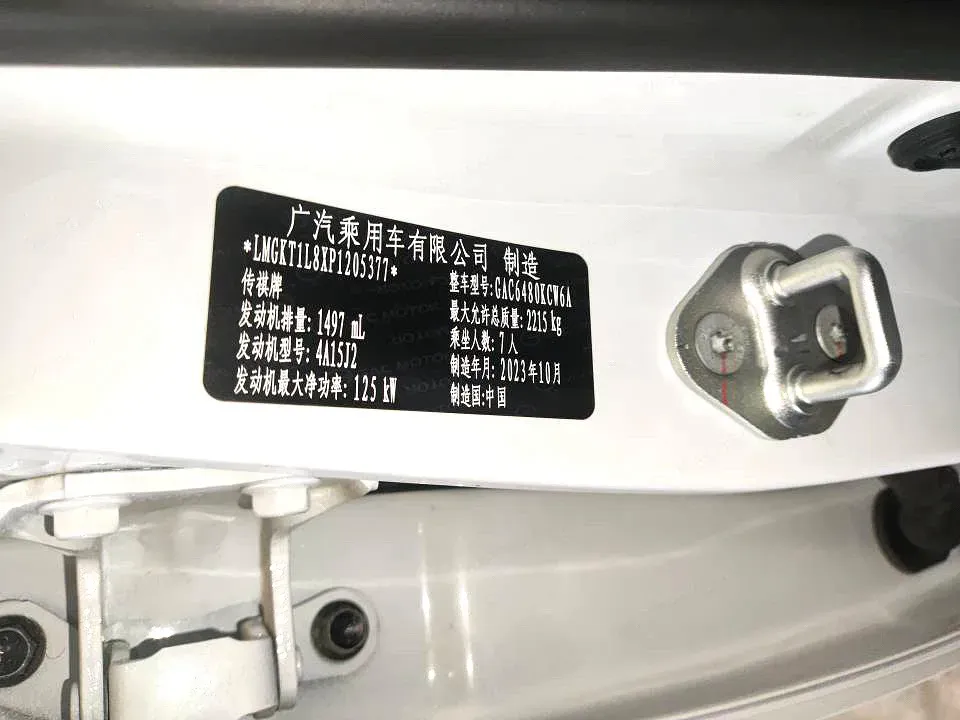 广汽乘用车有限公司 制造
*LMGKT1L8XP1205377*
传祺牌
整车型号:GAC6480KCW6A
发动机排量: 1497 mL
最大允许总质量: 2215 kg
发动机型号: 4A15J2
乘坐人数: 7人
发动机最大净功率: 125 kW
制造年月: 2023年10月
制造国:中国